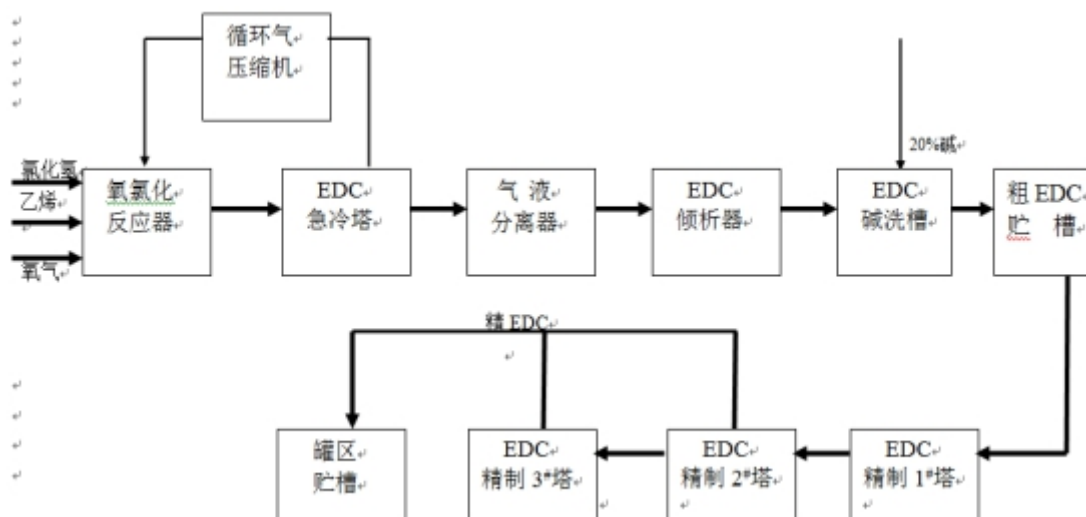 循环气
压缩机
20%碱
氯化氢
乙烯
氧气
氧氯化
反应器
EDC
急冷塔
气 液
分离器
EDC
倾析器
EDC
碱洗槽
粗 EDC
贮 槽
精 EDC
罐区
贮槽
EDC
精制 3#塔
EDC
精制 2#塔
EDC
精制 1#塔